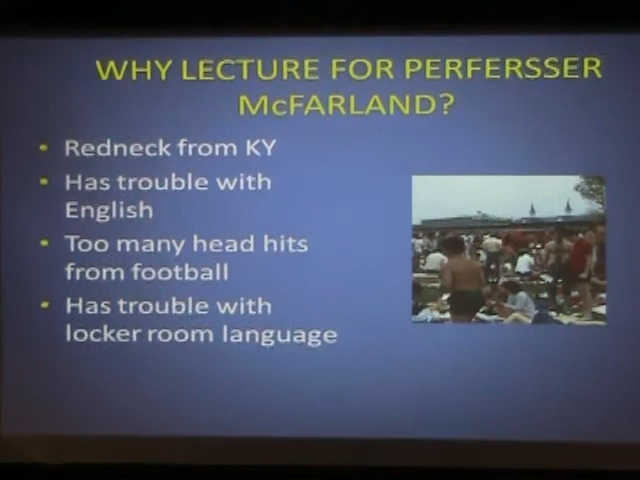 WHY LECTURE FOR PERFERSSER
McFARLAND?
• Redneck from KY
• Has trouble with
English
• Too many head hits
from football
• Has trouble with
locker room language